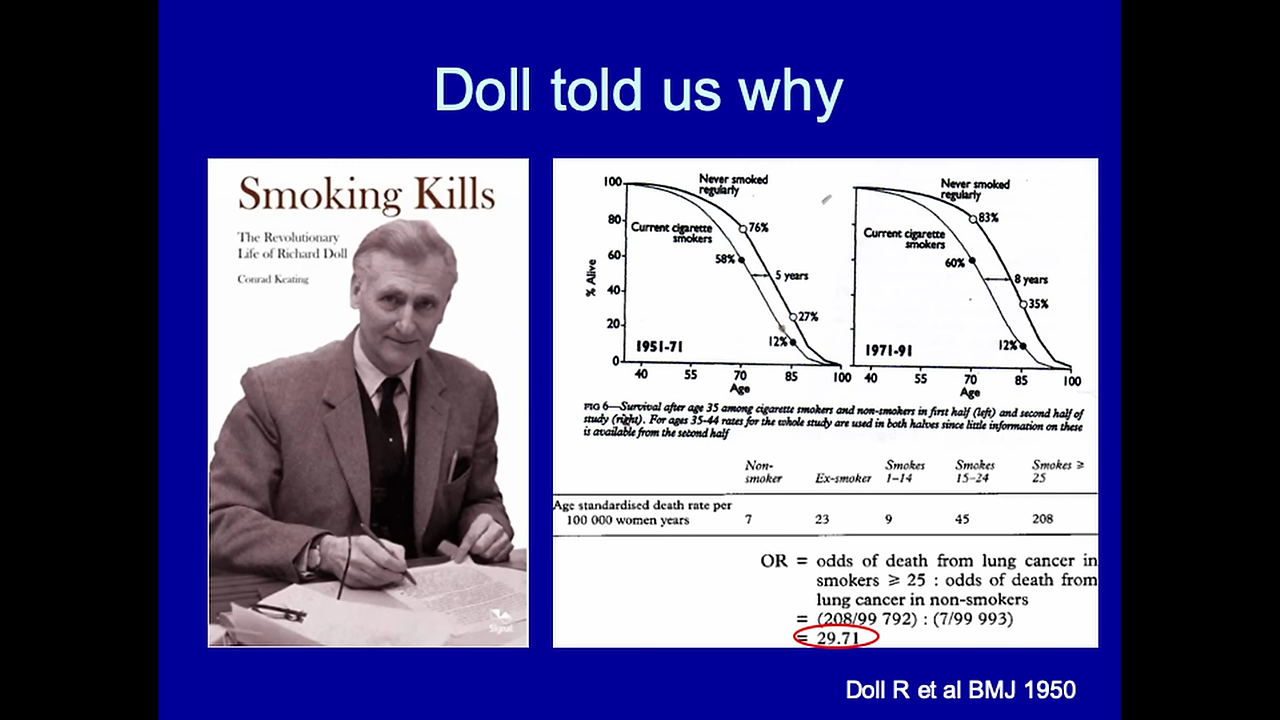 Doll told us why
Smoking Kills
The Revolutionary
Life of Richard Doll
Conrad Keating
Signal
% Alive
100
80
60
40
20
0
Never smoked
regularly
Current cigarette
smokers
76%
58%
5 years
27%
12%
1951-71
40 55 70 85 100
Age
Never smoked
regularly
Current cigarette
smokers
83%
60%
8 years
35%
12%
1971-91
40 55 70 85 100
Age
FIG 6—Survival after age 35 among cigarette smokers and non-smokers in first half (left) and second half of
study (right). For ages 35-44 rates for the whole study are used in both halves since little information on these
is available from the second half
Non- Smokes Smokes Smokes ≥
smoker Ex-smoker 1–14 15–24 25
Age standardised death rate per
100 000 women years 7 23 9 45 208
OR = odds of death from lung cancer in
smokers ≥ 25 : odds of death from
lung cancer in non-smokers
= (208/99 792) : (7/99 993)
= 29.71
Doll R et al BMJ 1950